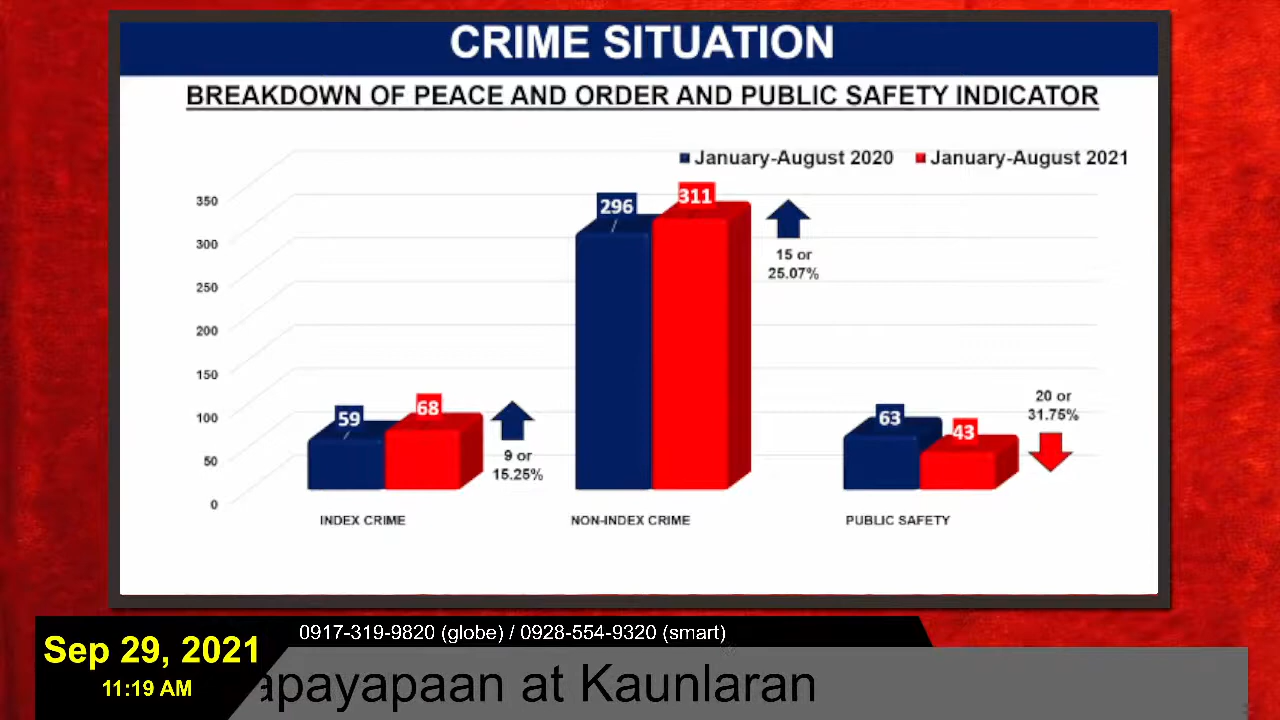 CRIME SITUATION
BREAKDOWN OF PEACE AND ORDER AND PUBLIC SAFETY INDICATOR
January-August 2020 January-August 2021
350
300
250
200
150
100
50
0
59
68
9 or
15.25%
296
311
15 or
25.07%
63
43
20 or
31.75%
INDEX CRIME NON-INDEX CRIME PUBLIC SAFETY
0917-319-9820 (globe) / 0928-554-9320 (smart)
Sep 29, 2021
11:19 AM
apayapaan at Kaunlaran